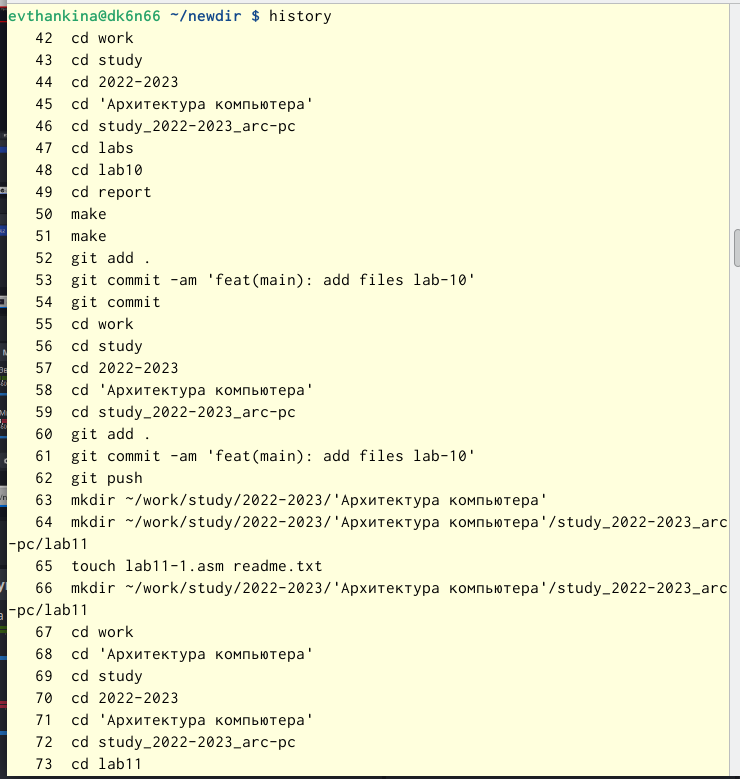 evthankina@dk6n66 ~/newdir $ history
42 cd work
43 cd study
44 cd 2022-2023
45 cd 'Архитектура компьютера'
46 cd study_2022-2023_arc-pc
47 cd labs
48 cd lab10
49 cd report
50 make
51 make
52 git add .
53 git commit -am 'feat(main): add files lab-10'
54 git commit
55 cd work
56 cd study
57 cd 2022-2023
58 cd 'Архитектура компьютера'
59 cd study_2022-2023_arc-pc
60 git add .
61 git commit -am 'feat(main): add files lab-10'
62 git push
63 mkdir ~/work/study/2022-2023/'Архитектура компьютера'
64 mkdir ~/work/study/2022-2023/'Архитектура компьютера'/study_2022-2023_arc
-pc/lab11
65 touch lab11-1.asm readme.txt
66 mkdir ~/work/study/2022-2023/'Архитектура компьютера'/study_2022-2023_arc
-pc/lab11
67 cd work
68 cd 'Архитектура компьютера'
69 cd study
70 cd 2022-2023
71 cd 'Архитектура компьютера'
72 cd study_2022-2023_arc-pc
73 cd lab11